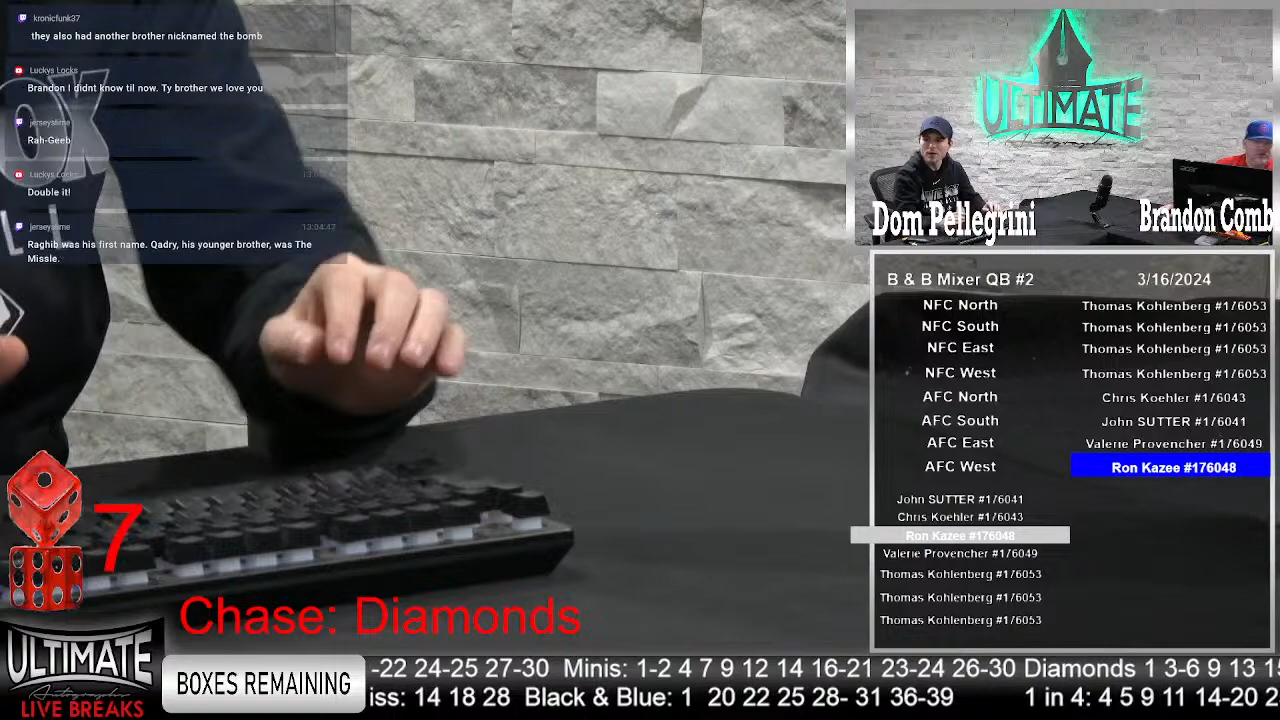 kronicfunk37
they also had another brother nicknamed the bomb
Luckys Locks
Brandon I didnt know til now. Ty brother we love you
jerseyslime
Rah-Geeb
Luckys Locks
Double it!
jerseyslime 13:04:47
Raghib was his first name. Qadry, his younger brother, was The
Missle.
ULTIMATE
Dom Pellegrini
Brandon Comb
B & B Mixer QB #2 3/16/2024
NFC North Thomas Kohlenberg #176053
NFC South Thomas Kohlenberg #176053
NFC East Thomas Kohlenberg #176053
NFC West Thomas Kohlenberg #176053
AFC North Chris Koehler #176043
AFC South John SUTTER #176041
AFC East Valerie Provencher #176049
AFC West Ron Kazee #176048
John SUTTER #176041
Chris Koehler #176043
Ron Kazee #176048
Valerie Provencher #176049
Thomas Kohlenberg #176053
Thomas Kohlenberg #176053
Thomas Kohlenberg #176053
7
Chase: Diamonds
ULTIMATE
Autographs
LIVE BREAKS
BOXES REMAINING
-22 24-25 27-30 Minis: 1-2 4 7 9 12 14 16-21 23-24 26-30 Diamonds 1 3-6 9 13 15
iss: 14 18 28 Black & Blue: 1 20 22 25 28- 31 36-39 1 in 4: 4 5 9 11 14-20 2